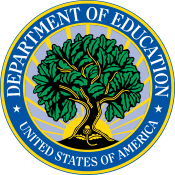 DEPARTMENT OF EDUCATION
UNITED STATES OF AMERICA